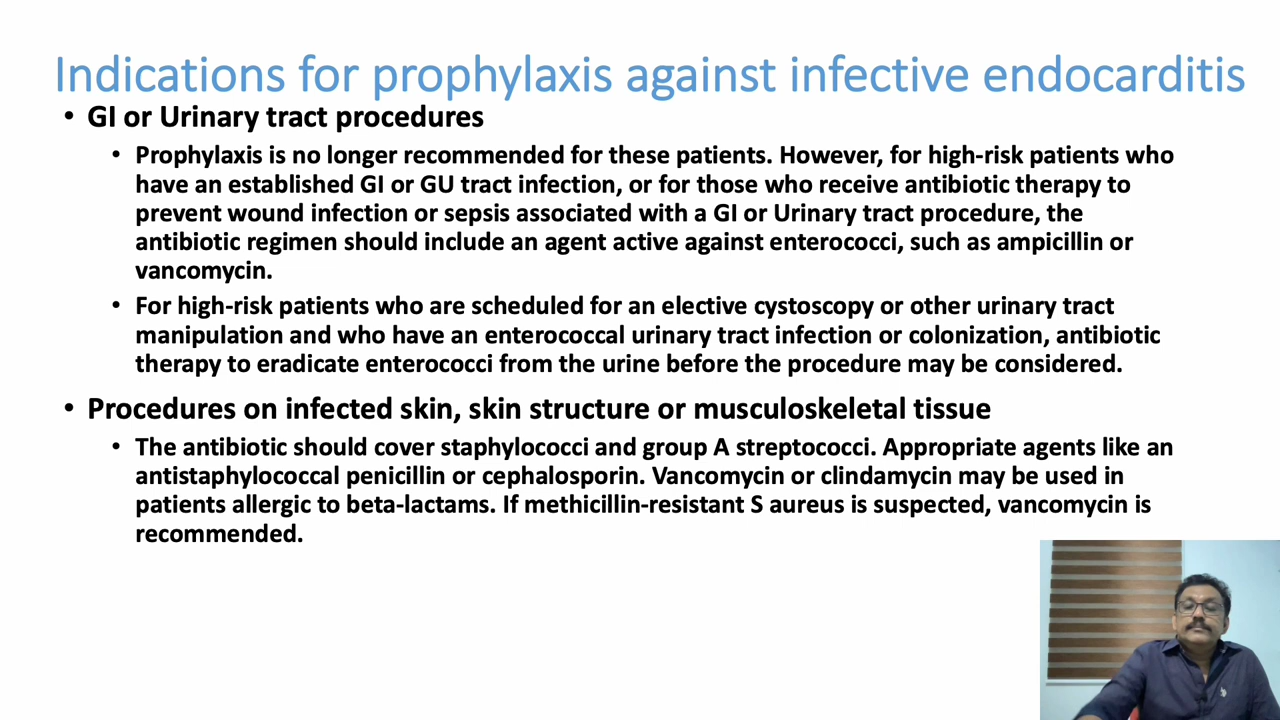 Indications for prophylaxis against infective endocarditis
• GI or Urinary tract procedures
• Prophylaxis is no longer recommended for these patients. However, for high-risk patients who
have an established GI or GU tract infection, or for those who receive antibiotic therapy to
prevent wound infection or sepsis associated with a GI or Urinary tract procedure, the
antibiotic regimen should include an agent active against enterococci, such as ampicillin or
vancomycin.
• For high-risk patients who are scheduled for an elective cystoscopy or other urinary tract
manipulation and who have an enterococcal urinary tract infection or colonization, antibiotic
therapy to eradicate enterococci from the urine before the procedure may be considered.
• Procedures on infected skin, skin structure or musculoskeletal tissue
• The antibiotic should cover staphylococci and group A streptococci. Appropriate agents like an
antistaphylococcal penicillin or cephalosporin. Vancomycin or clindamycin may be used in
patients allergic to beta-lactams. If methicillin-resistant S aureus is suspected, vancomycin is
recommended.